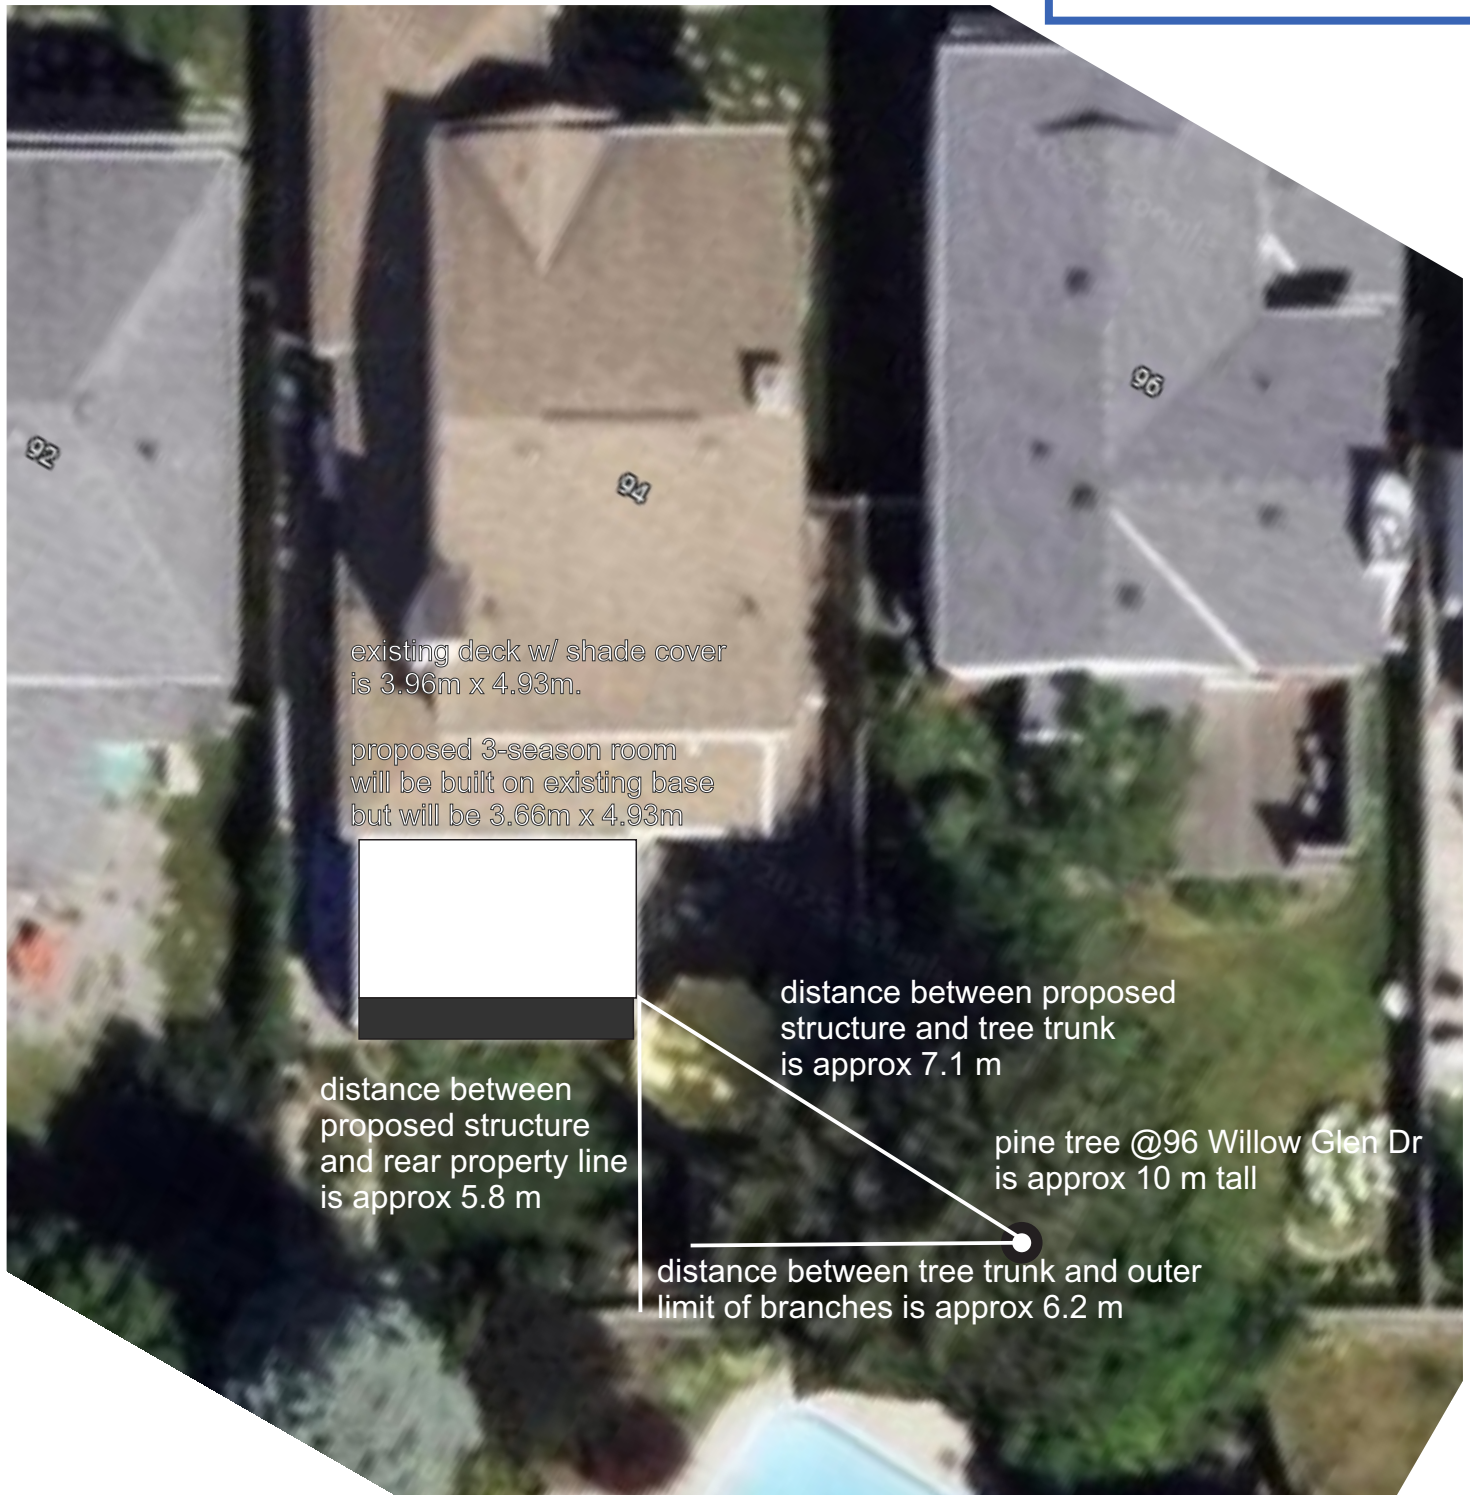 96
92
94
existing deck w/ shade cover
is 3.96m x 4.93m.
proposed 3-season room
will be built on existing base
but will be 3.66m x 4.93m
distance between proposed
structure and tree trunk
is approx 7.1 m
distance between
proposed structure
and rear property line
is approx 5.8 m
pine tree @96 Willow Glen Dr
is approx 10 m tall
distance between tree trunk and outer
limit of branches is approx 6.2 m